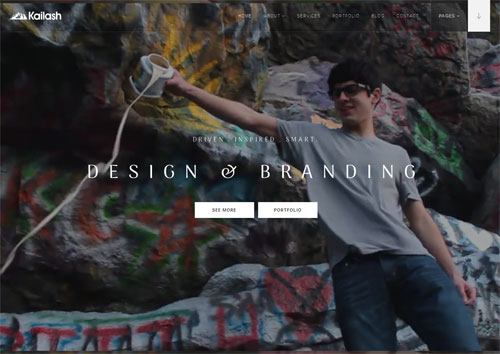 Kailash
HOME ABOUT SERVICES PORTFOLIO BLOG CONTACT PAGES
DRIVEN . INSPIRED . SMART.
DESIGN & BRANDING
SEE MORE PORTFOLIO